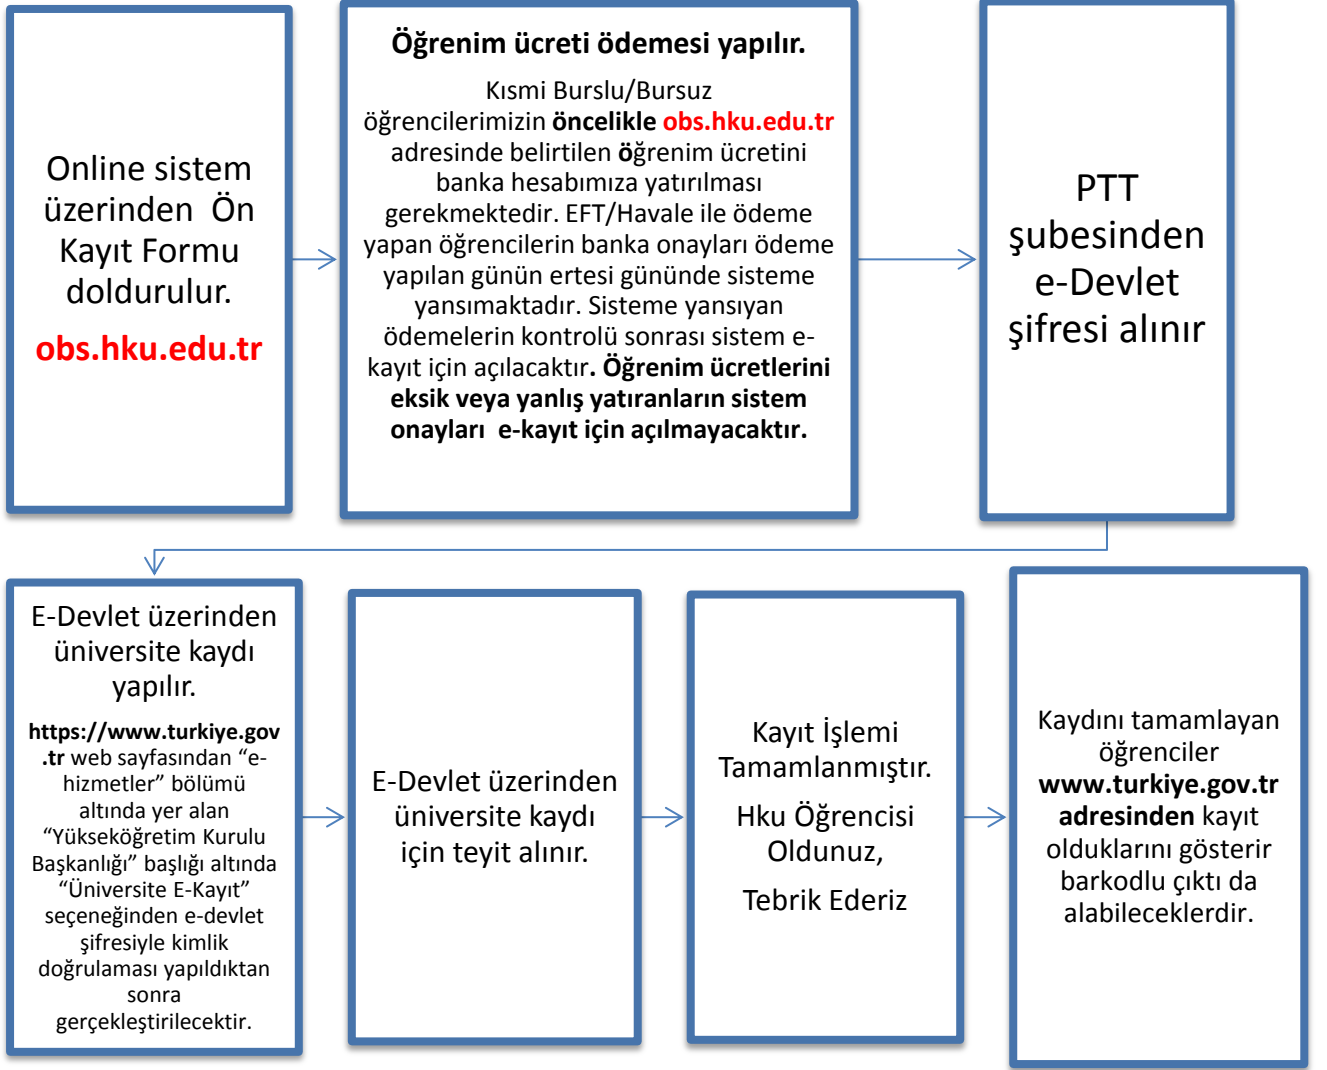 Online sistem
üzerinden  Ön
Kayıt Formu
doldurulur.
obs.hku.edu.tr
Öğrenim ücreti ödemesi yapılır.
Kısmi Burslu/Bursuz
öğrencilerimizin öncelikle obs.hku.edu.tr
adresinde belirtilen öğrenim ücretini
banka hesabımıza yatırılması
gerekmektedir. EFT/Havale ile ödeme
yapan öğrencilerin banka onayları ödeme
yapılan günün ertesi gününde sisteme
yansımaktadır. Sisteme yansıyan
ödemelerin kontrolü sonrası sistem e-
kayıt için açılacaktır. Öğrenim ücretlerini
eksik veya yanlış yatıranların sistem
onayları  e-kayıt için açılmayacaktır.
PTT
şubesinden
e-Devlet
şifresi alınır
E-Devlet üzerinden
üniversite kaydı
yapılır.
https://www.turkiye.gov
.tr web sayfasından “e-
hizmetler” bölümü
altında yer alan
“Yükseköğretim Kurulu
Başkanlığı” başlığı altında
“Üniversite E-Kayıt”
seçeneğinden e-devlet
şifresiyle kimlik
doğrulaması yapıldıktan
sonra
gerçekleştirilecektir.
E-Devlet üzerinden
üniversite kaydı
için teyit alınır.
Kayıt İşlemi
Tamamlanmıştır.
Hku Öğrencisi
Oldunuz,
Tebrik Ederiz
Kaydını tamamlayan
öğrenciler
www.turkiye.gov.tr
adresinden kayıt
olduklarını gösterir
barkodlu çıktı da
alabileceklerdir.